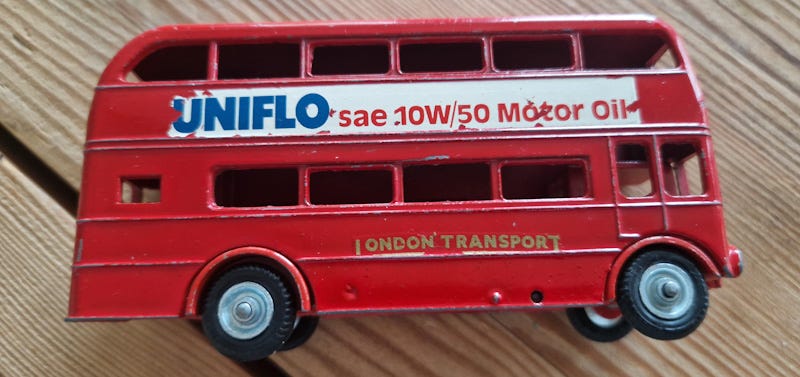 UNIFLO sae 10W/50 Motor Oil
LONDON TRANSPORT